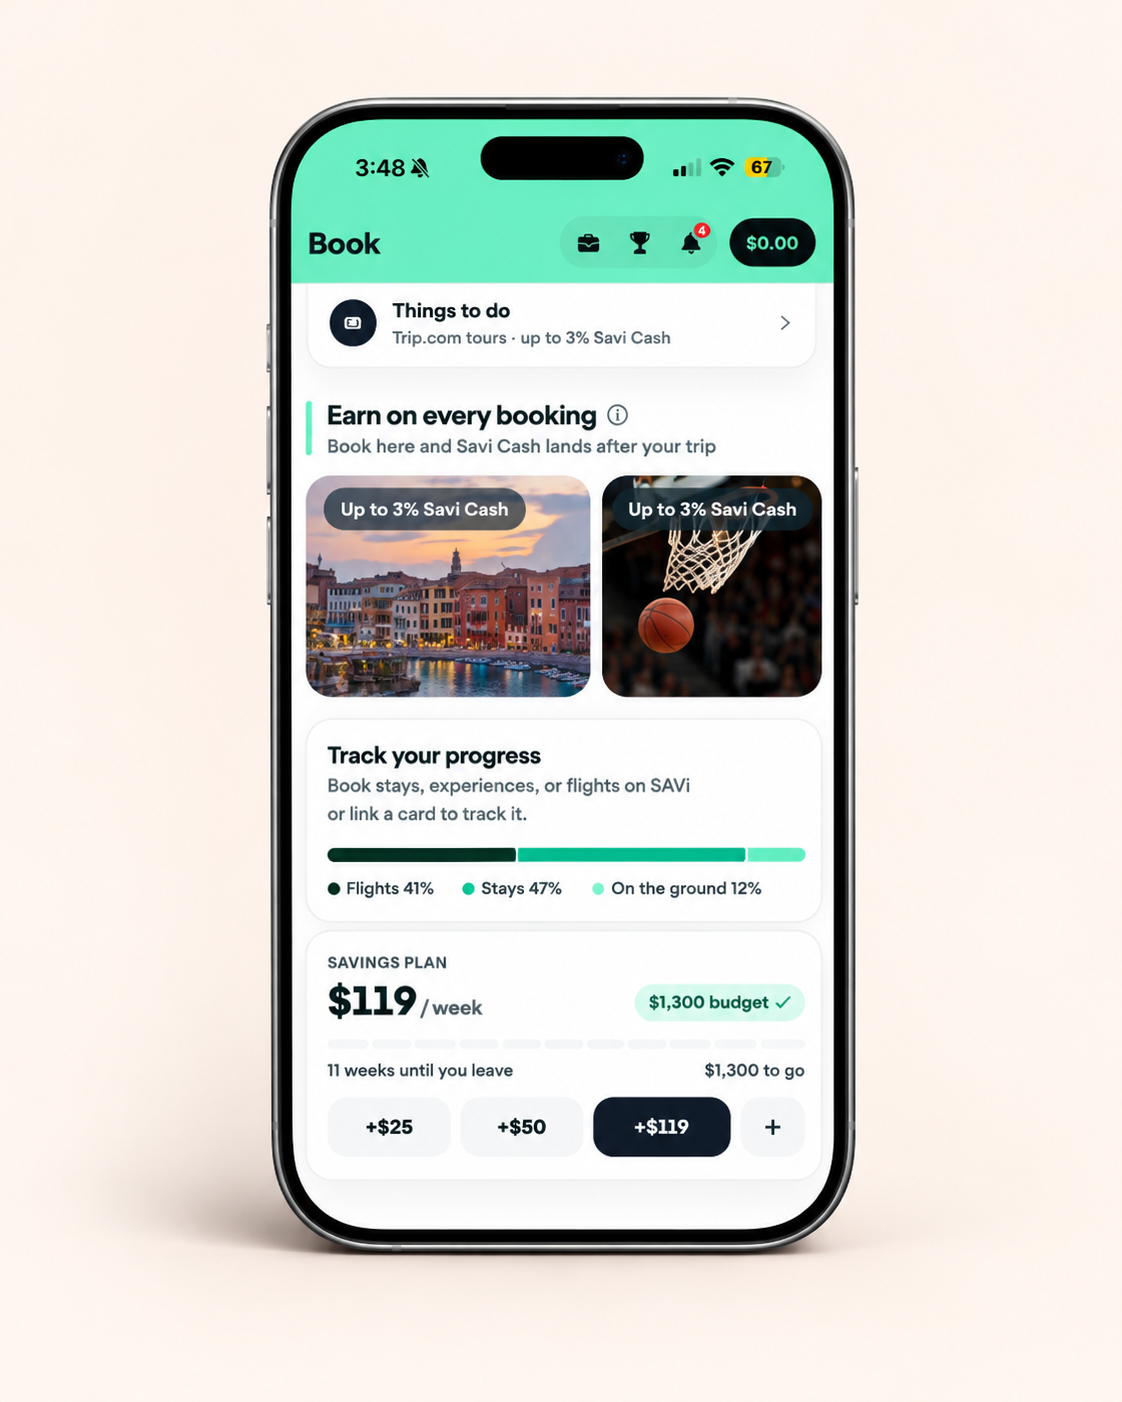 3:48
67
Book
4
$0.00
Things to do
Trip.com tours · up to 3% Savi Cash
Earn on every booking
Book here and Savi Cash lands after your trip
Up to 3% Savi Cash
Up to 3% Savi Cash
Track your progress
Book stays, experiences, or flights on SAVi
or link a card to track it.
Flights 41%
Stays 47%
On the ground 12%
SAVINGS PLAN
$119 / week
$1,300 budget ✓
11 weeks until you leave
$1,300 to go
+$25
+$50
+$119
+